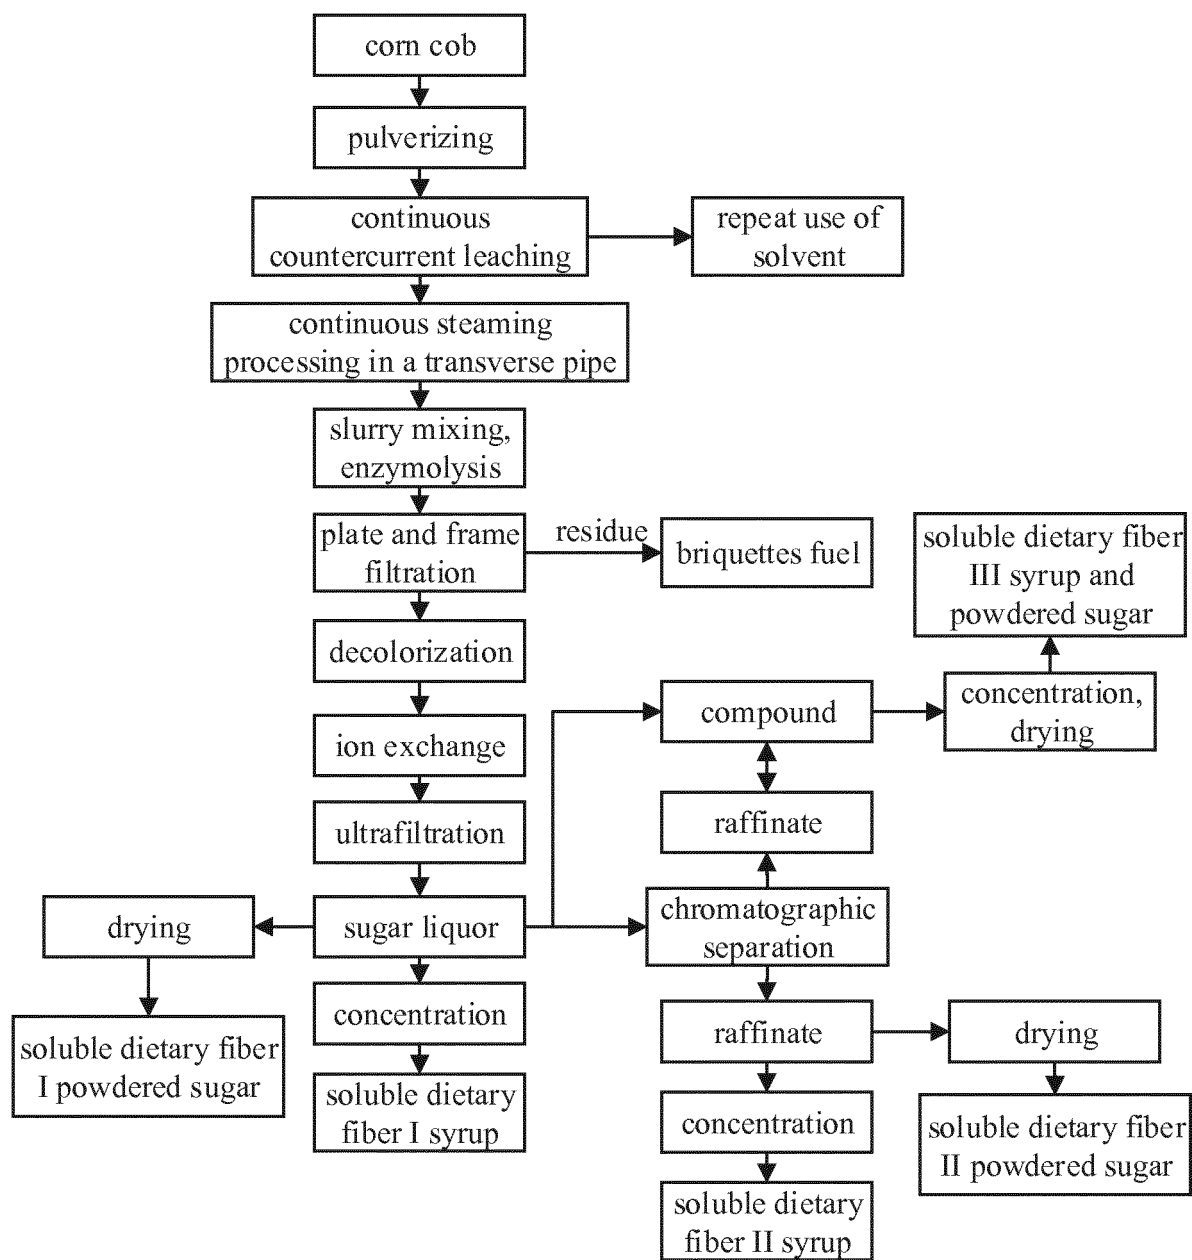 corn cob
pulverizing
continuous
countercurrent leaching
repeat use of
solvent
continuous steaming
processing in a transverse pipe
slurry mixing,
enzymolysis
plate and frame
filtration
residue
briquettes fuel
soluble dietary fiber
III syrup and
powdered sugar
decolorization
compound
concentration,
drying
ion exchange
raffinate
ultrafiltration
drying
sugar liquor
chromatographic
separation
soluble dietary fiber
I powdered sugar
concentration
raffinate
drying
soluble dietary
fiber I syrup
concentration
soluble dietary fiber
II powdered sugar
soluble dietary
fiber II syrup